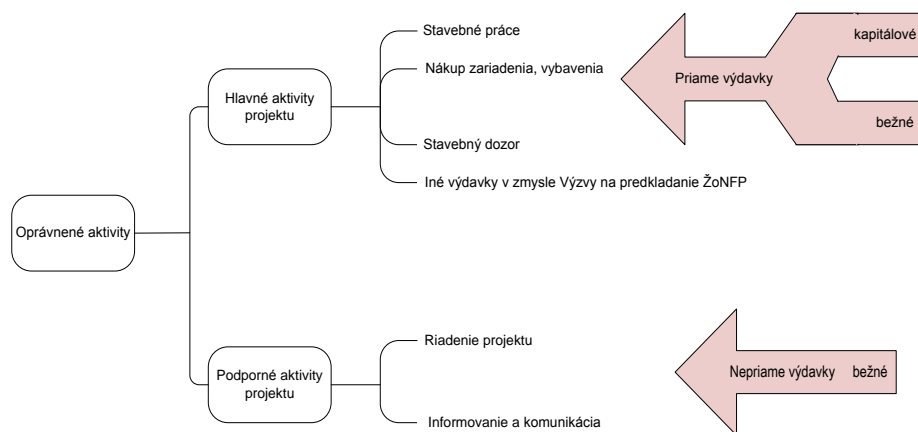 Stavebné práce
kapitálové
Nákup zariadenia, vybavenia
Priame výdavky
Hlavné aktivity
projektu
bežné
Stavebný dozor
Iné výdavky v zmysle Výzvy na predkladanie ŽoNFP
Oprávnené aktivity
Riadenie projektu
Nepriame výdavky bežné
Podporné aktivity
projektu
Informovanie a komunikácia